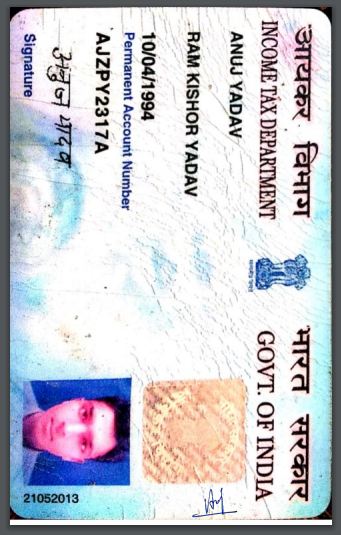 आयकर विभाग भारत सरकार
INCOME TAX DEPARTMENT GOVT. OF INDIA
ANUJ YADAV
RAM KISHOR YADAV
10/04/1994
Permanent Account Number
AJZPY2317A
अनुज यादव
Signature
21052013